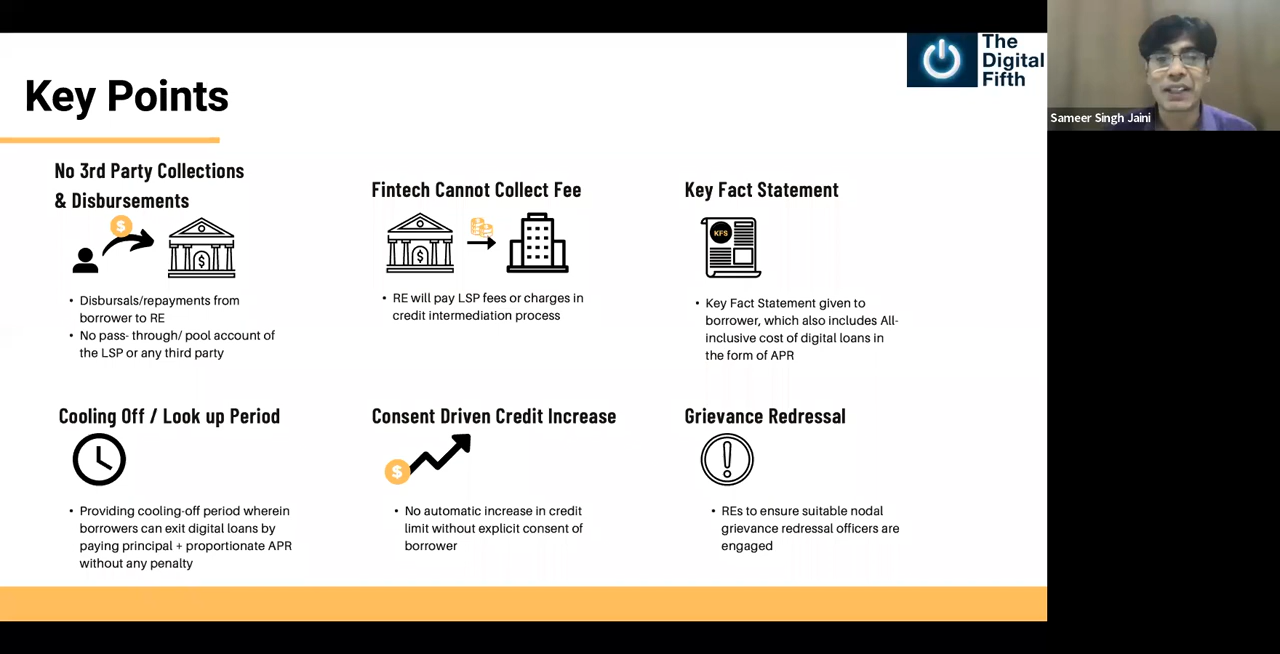 The
Digital
Fifth
Sameer Singh Jaini
Key Points
No 3rd Party Collections
& Disbursements
$
$
• Disbursals/repayments from
borrower to RE
• No pass- through/ pool account of
the LSP or any third party
Fintech Cannot Collect Fee
$
• RE will pay LSP fees or charges in
credit intermediation process
Key Fact Statement
KFS
• Key Fact Statement given to
borrower, which also includes All-
inclusive cost of digital loans in
the form of APR
Cooling Off / Look up Period
• Providing cooling-off period wherein
borrowers can exit digital loans by
paying principal + proportionate APR
without any penalty
Consent Driven Credit Increase
$
• No automatic increase in credit
limit without explicit consent of
borrower
Grievance Redressal
• REs to ensure suitable nodal
grievance redressal officers are
engaged